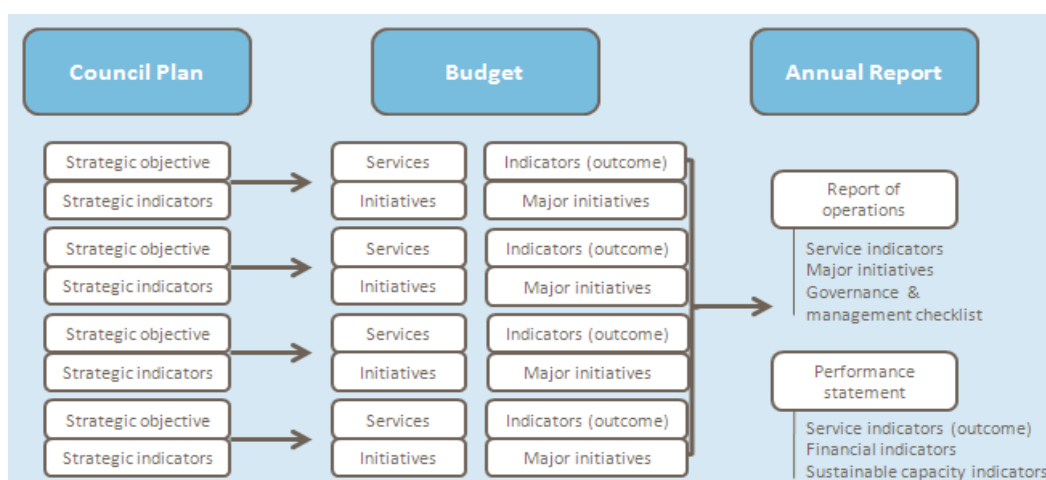 Council Plan
Budget
Annual Report
Strategic objective
Strategic indicators
Services
Indicators (outcome)
Initiatives
Major initiatives
Strategic objective
Strategic indicators
Services
Indicators (outcome)
Initiatives
Major initiatives
Strategic objective
Strategic indicators
Services
Indicators (outcome)
Initiatives
Major initiatives
Strategic objective
Strategic indicators
Services
Indicators (outcome)
Initiatives
Major initiatives
Report of
operations
Service indicators
Major initiatives
Governance &
management checklist
Performance
statement
Service indicators (outcome)
Financial indicators
Sustainable capacity indicators